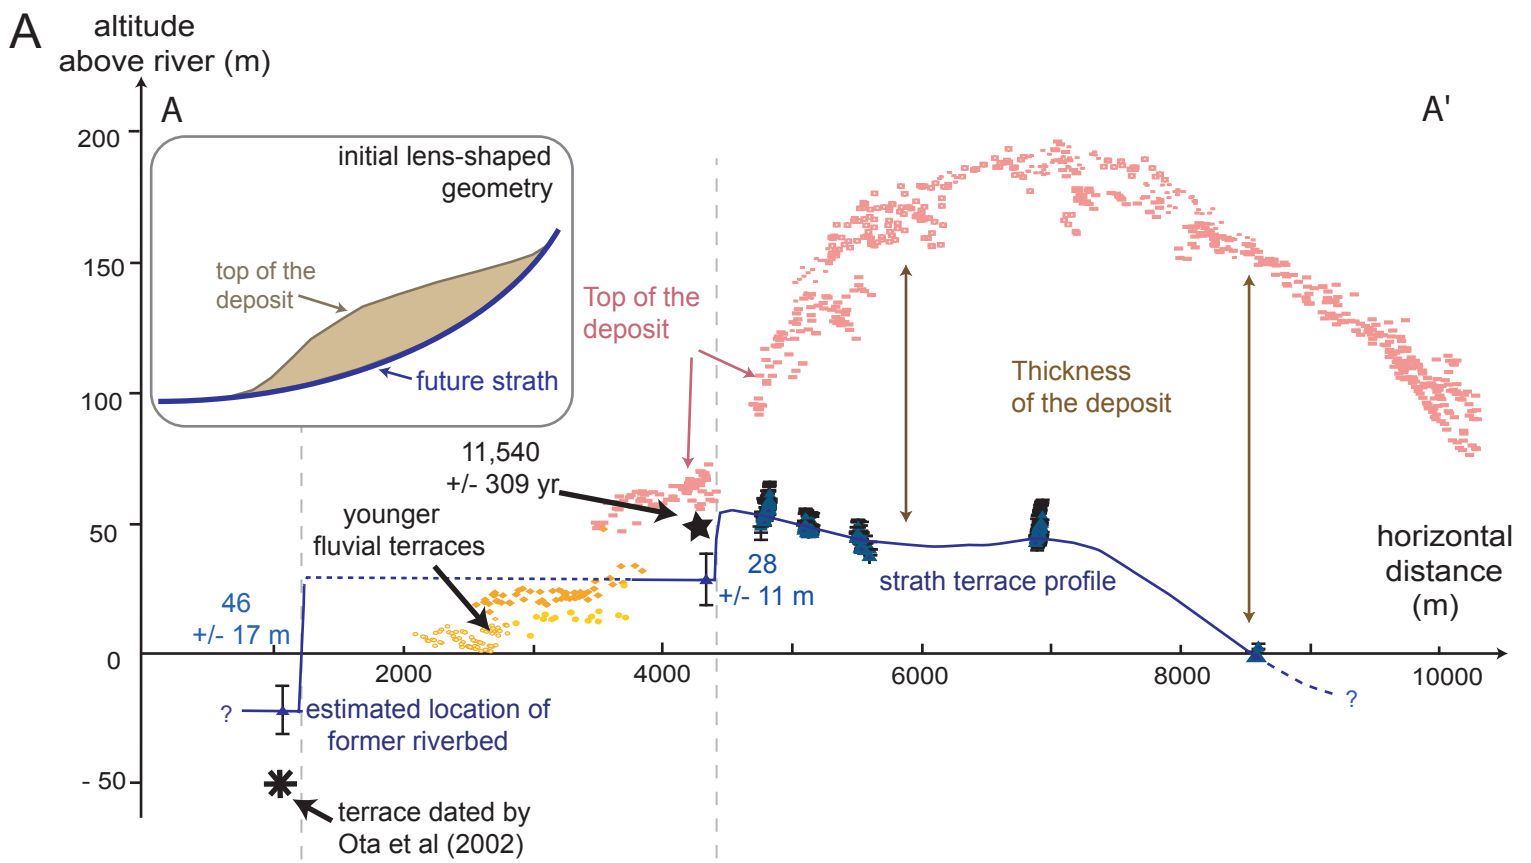 A
altitude
above river (m)
A
A'
200
150
100
50
0
- 50
initial lens-shaped
geometry
top of the
deposit
future strath
Top of the
deposit
Thickness
of the deposit
11,540
+/- 309 yr
younger
fluvial terraces
28
+/- 11 m
strath terrace profile
horizontal
distance
(m)
46
+/- 17 m
2000
4000
6000
8000
10000
?
estimated location of
former riverbed
?
terrace dated by
Ota et al (2002)